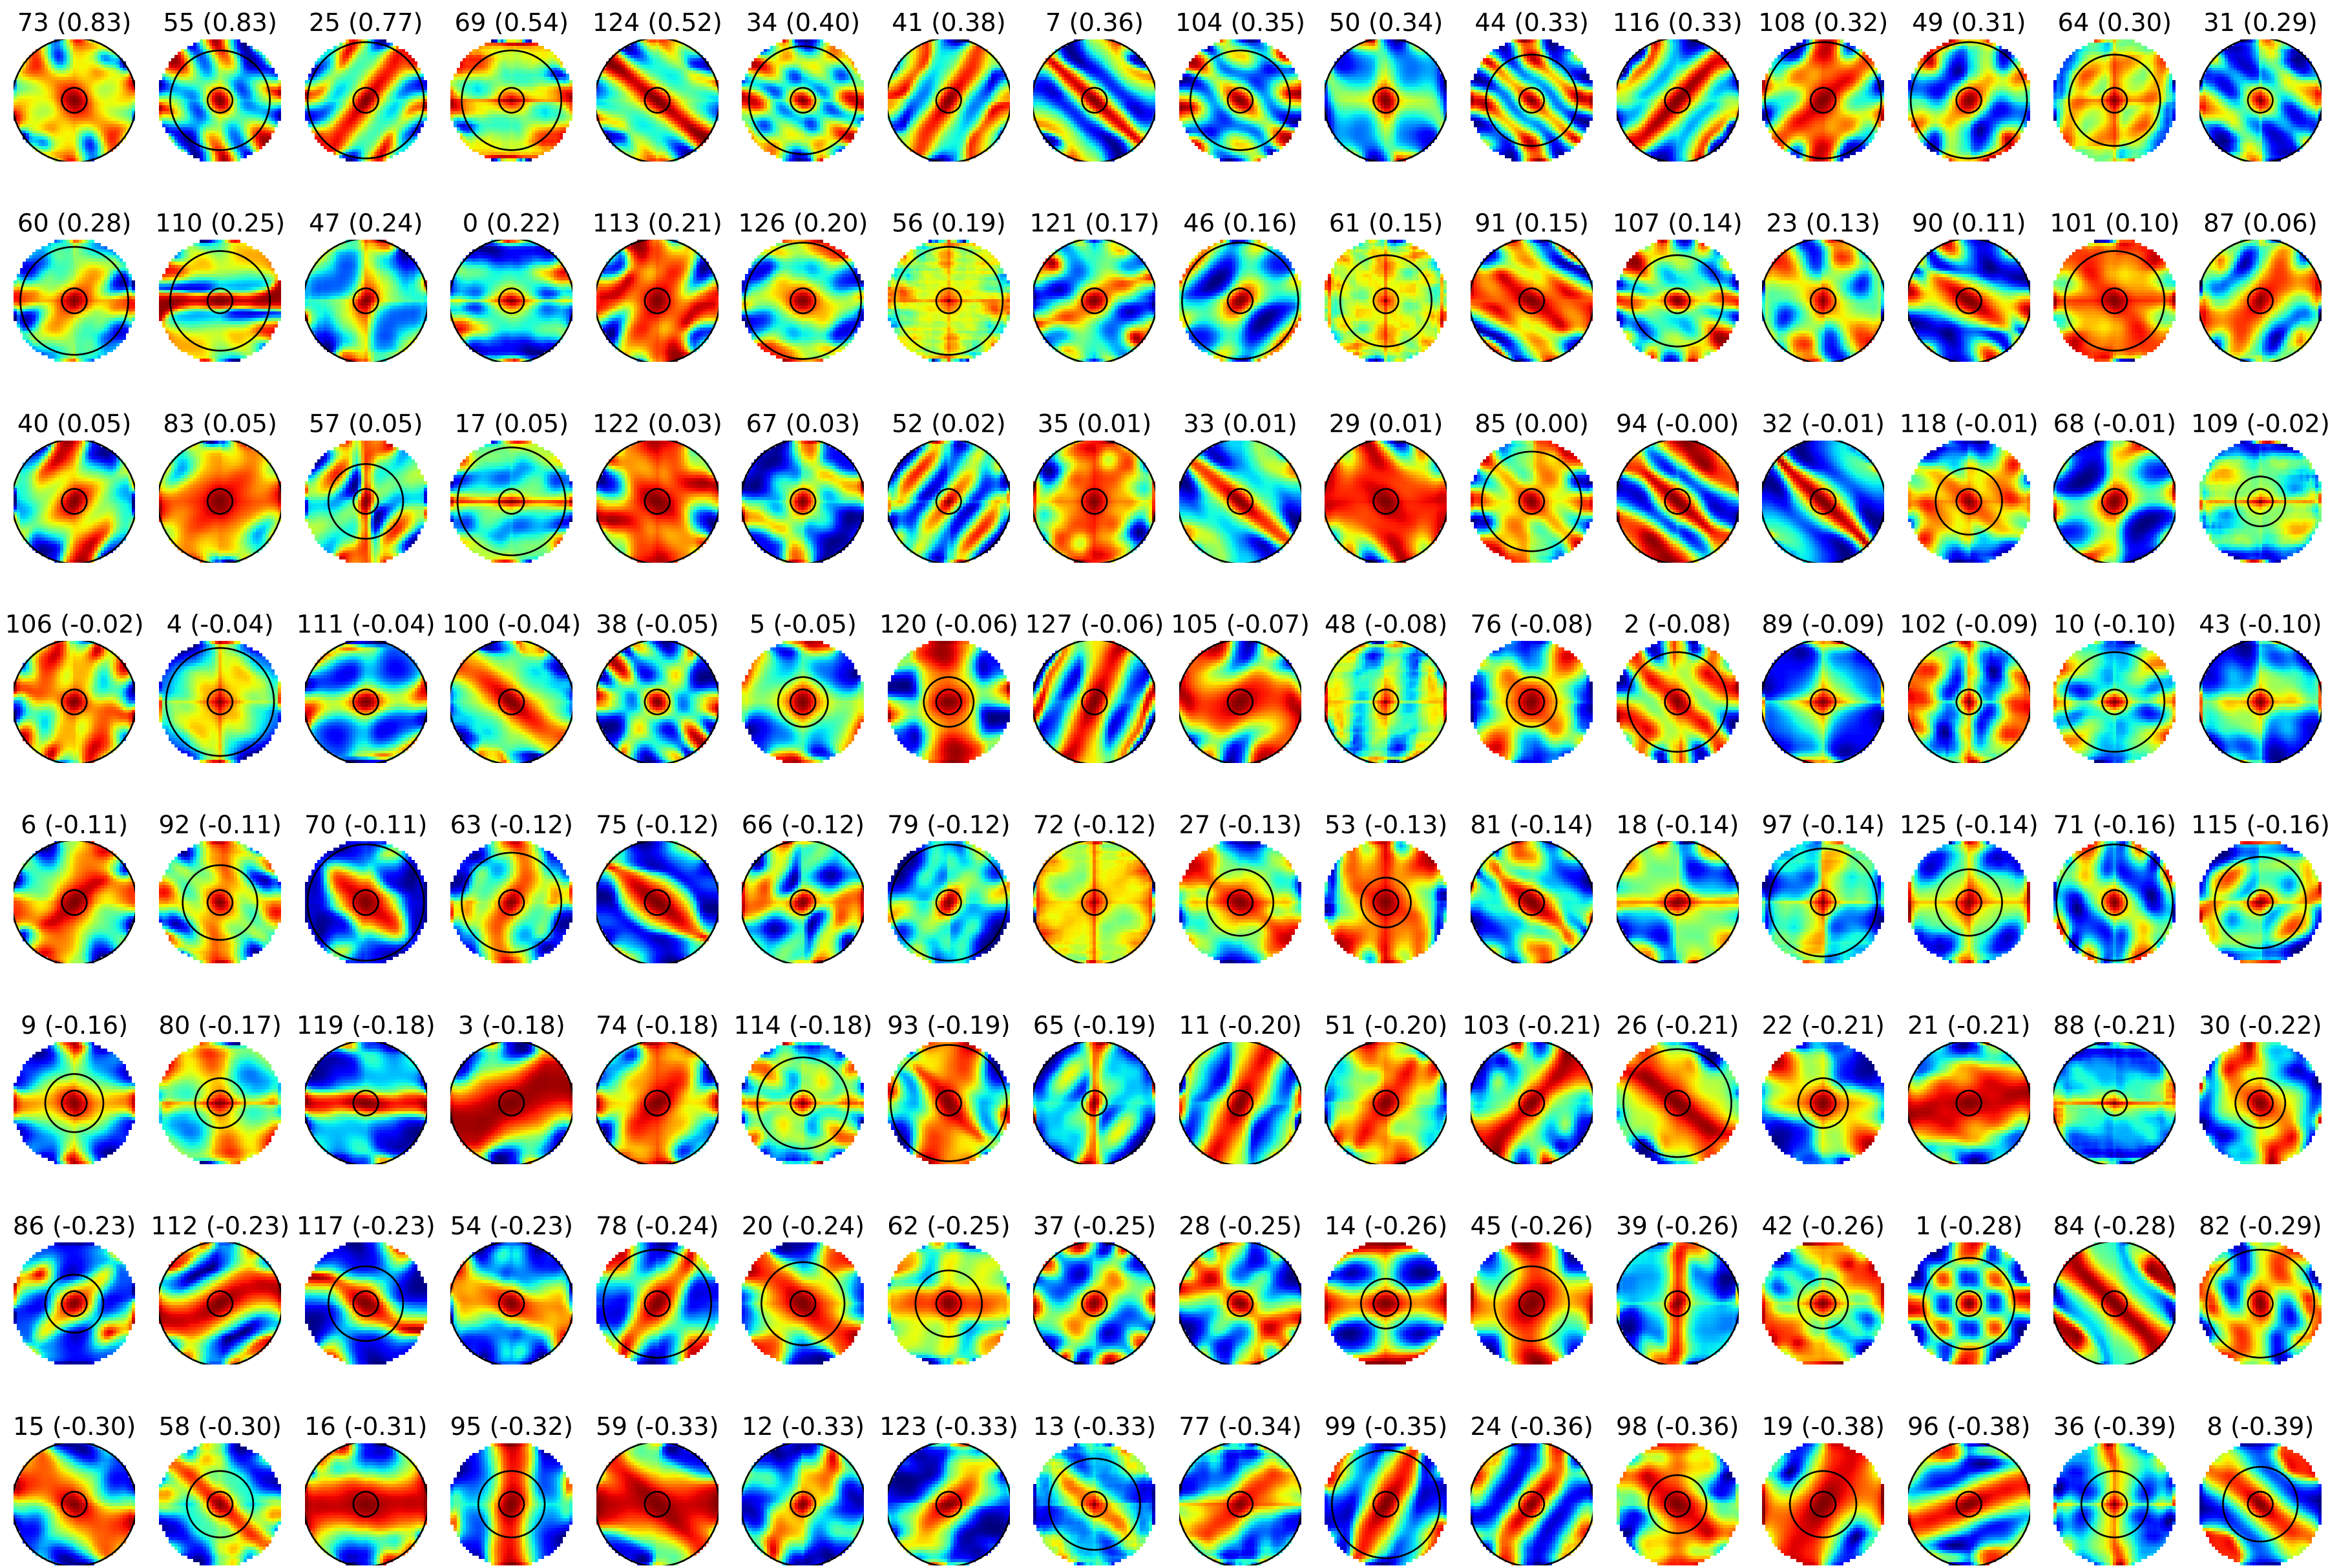 73 (0.83) 55 (0.83) 25 (0.77) 69 (0.54) 124 (0.52) 34 (0.40) 41 (0.38) 7 (0.36) 104 (0.35) 50 (0.34) 44 (0.33) 116 (0.33) 108 (0.32) 49 (0.31) 64 (0.30) 31 (0.29)
60 (0.28) 110 (0.25) 47 (0.24) 0 (0.22) 113 (0.21) 126 (0.20) 56 (0.19) 121 (0.17) 46 (0.16) 61 (0.15) 91 (0.15) 107 (0.14) 23 (0.13) 90 (0.11) 101 (0.10) 87 (0.06)
40 (0.05) 83 (0.05) 57 (0.05) 17 (0.05) 122 (0.03) 67 (0.03) 52 (0.02) 35 (0.01) 33 (0.01) 29 (0.01) 85 (0.00) 94 (-0.00) 32 (-0.01) 118 (-0.01) 68 (-0.01) 109 (-0.02)
106 (-0.02) 4 (-0.04) 111 (-0.04) 100 (-0.04) 38 (-0.05) 5 (-0.05) 120 (-0.06) 127 (-0.06) 105 (-0.07) 48 (-0.08) 76 (-0.08) 2 (-0.08) 89 (-0.09) 102 (-0.09) 10 (-0.10) 43 (-0.10)
6 (-0.11) 92 (-0.11) 70 (-0.11) 63 (-0.12) 75 (-0.12) 66 (-0.12) 79 (-0.12) 72 (-0.12) 27 (-0.13) 53 (-0.13) 81 (-0.14) 18 (-0.14) 97 (-0.14) 125 (-0.14) 71 (-0.16) 115 (-0.16)
9 (-0.16) 80 (-0.17) 119 (-0.18) 3 (-0.18) 74 (-0.18) 114 (-0.18) 93 (-0.19) 65 (-0.19) 11 (-0.20) 51 (-0.20) 103 (-0.21) 26 (-0.21) 22 (-0.21) 21 (-0.21) 88 (-0.21) 30 (-0.22)
86 (-0.23) 112 (-0.23) 117 (-0.23) 54 (-0.23) 78 (-0.24) 20 (-0.24) 62 (-0.25) 37 (-0.25) 28 (-0.25) 14 (-0.26) 45 (-0.26) 39 (-0.26) 42 (-0.26) 1 (-0.28) 84 (-0.28) 82 (-0.29)
15 (-0.30) 58 (-0.30) 16 (-0.31) 95 (-0.32) 59 (-0.33) 12 (-0.33) 123 (-0.33) 13 (-0.33) 77 (-0.34) 99 (-0.35) 24 (-0.36) 98 (-0.36) 19 (-0.38) 96 (-0.38) 36 (-0.39) 8 (-0.39)